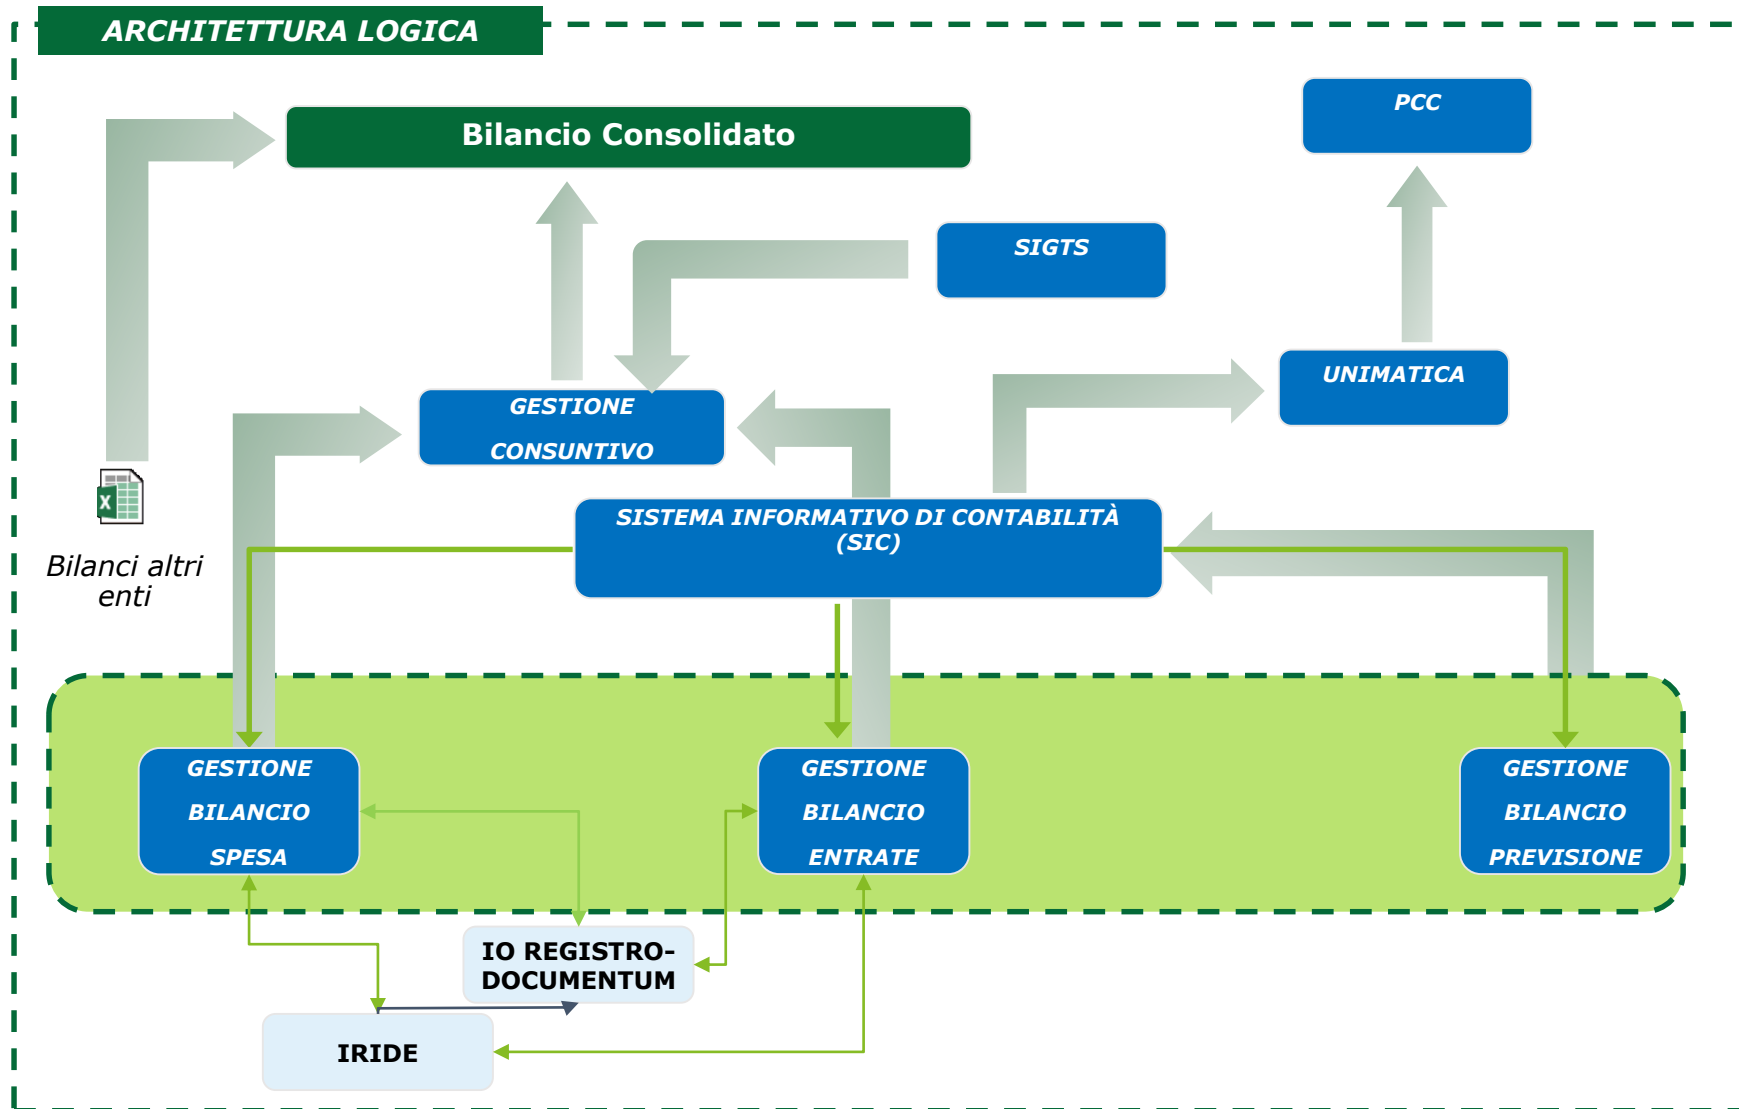 ARCHITETTURA LOGICA
PCC
Bilancio Consolidato
SIGTS
UNIMATICA
GESTIONE
CONSUNTIVO
X
SISTEMA INFORMATIVO DI CONTABILITÀ
(SIC)
Bilanci altri
enti
GESTIONE
BILANCIO
SPESA
GESTIONE
BILANCIO
ENTRATE
GESTIONE
BILANCIO
PREVISIONE
IO REGISTRO-
DOCUMENTUM
IRIDE